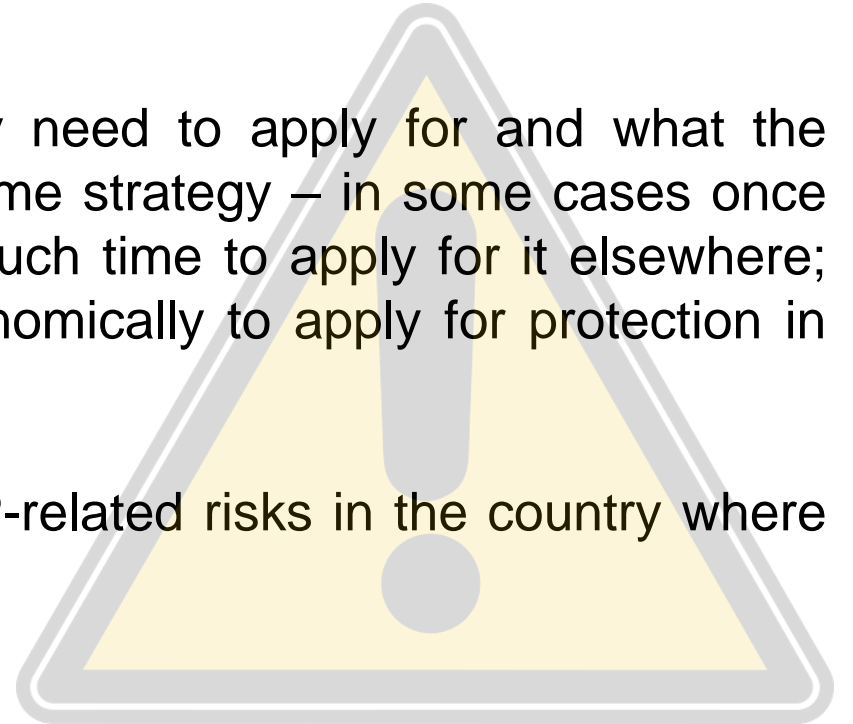 need to apply for and what the
me strategy – in some cases once
uch time to apply for it elsewhere;
nomically to apply for protection in
-related risks in the country where